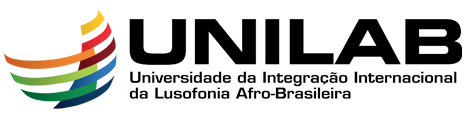 UNILAB
Universidade da Integração Internacional
da Lusofonia Afro-Brasileira